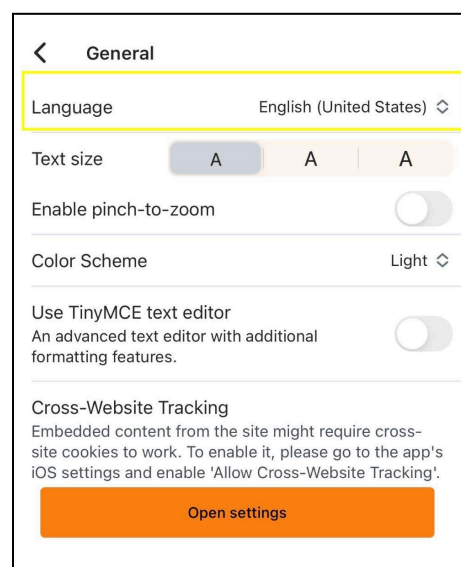 General
Language English (United States)
Text size A A A
Enable pinch-to-zoom
Color Scheme Light
Use TinyMCE text editor
An advanced text editor with additional
formatting features.
Cross-Website Tracking
Embedded content from the site might require cross-
site cookies to work. To enable it, please go to the app's
iOS settings and enable 'Allow Cross-Website Tracking'.
Open settings